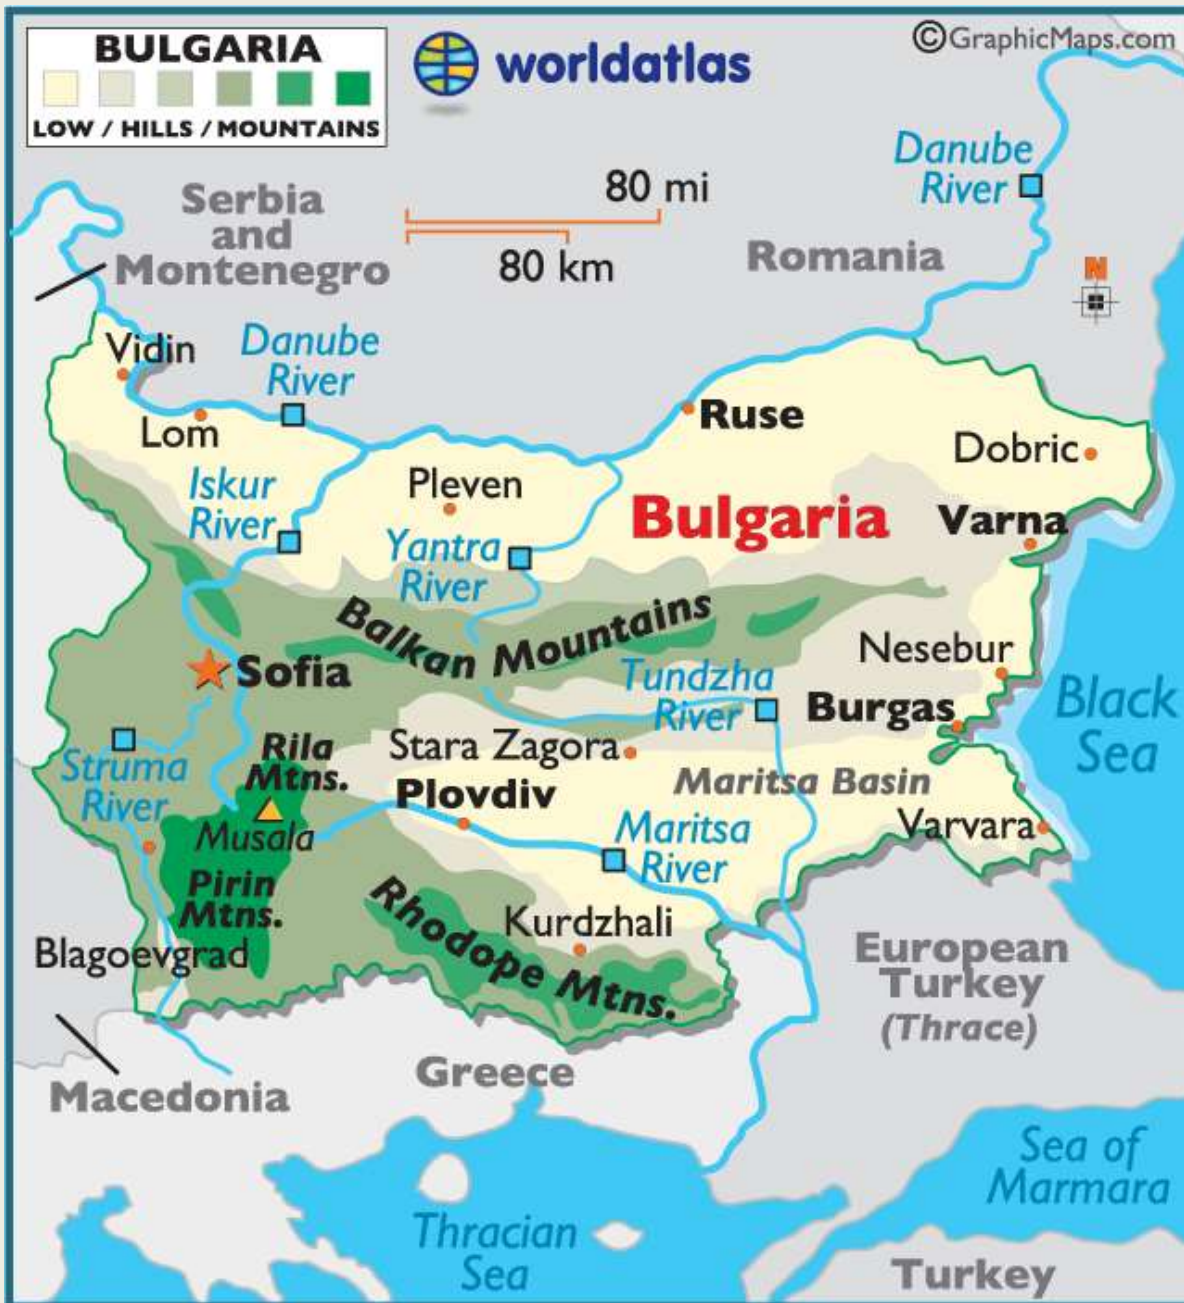 BULGARIA
LOW / HILLS / MOUNTAINS
worldatlas
©GraphicMaps.com
Danube
River
80 mi
80 km
Serbia
and
Montenegro
Romania
N
Vidin
Danube
River
Lom
Ruse
Dobric
Iskur
River
Pleven
Bulgaria
Varna
Yantra
River
Balkan Mountains
Sofia
Nesebur
Tundzha
River
Burgas
Black
Sea
Struma
River
Rila
Mtns.
Stara Zagora
Maritsa Basin
Plovdiv
Musala
Maritsa
River
Varvara
Pirin
Mtns.
Rhodope Mtns.
Kurdzhali
Blagoevgrad
European
Turkey
(Thrace)
Macedonia
Greece
Sea of
Marmara
Thracian
Sea
Turkey